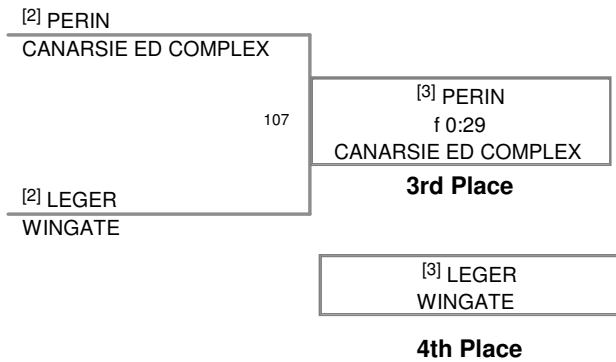 [2] PERIN
CANARSIE ED COMPLEX
[3] PERIN
107
f 0:29
CANARSIE ED COMPLEX
3rd Place
[2] LEGER
WINGATE
[3] LEGER
WINGATE
4th Place